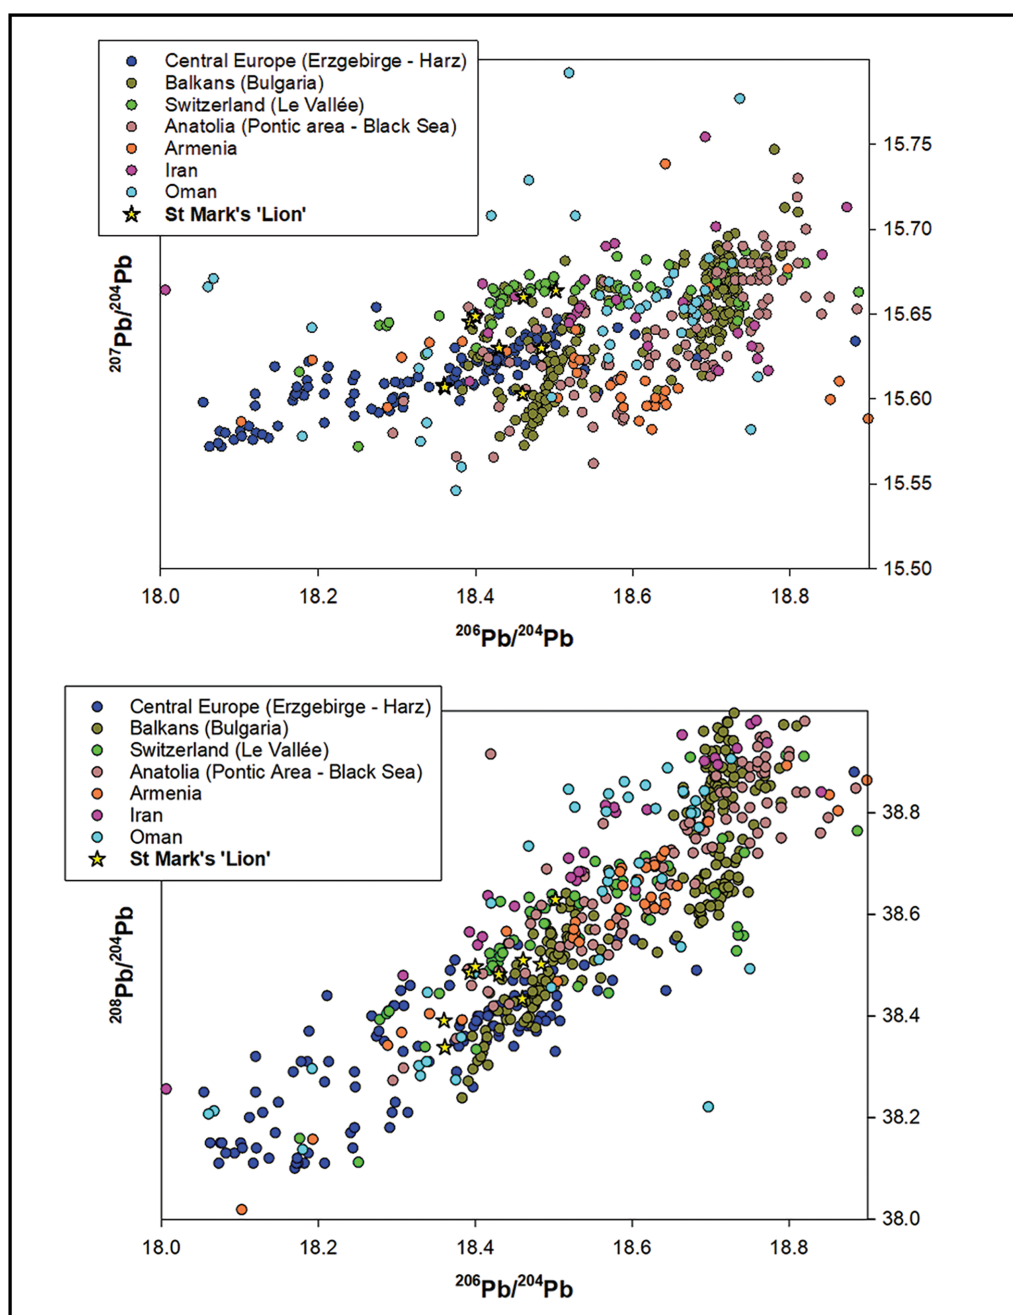 Central Europe (Erzgebirge - Harz)
Balkans (Bulgaria)
Switzerland (Le Vallée)
Anatolia (Pontic area - Black Sea)
Armenia
Iran
Oman
St Mark's 'Lion'
15.75
15.70
15.65
15.60
15.55
15.50
²⁰⁷Pb/²⁰⁴Pb
18.0 18.2 18.4 18.6 18.8
²⁰⁶Pb/²⁰⁴Pb
Central Europe (Erzgebirge - Harz)
Balkans (Bulgaria)
Switzerland (Le Vallée)
Anatolia (Pontic Area - Black Sea)
Armenia
Iran
Oman
St Mark's 'Lion'
38.8
38.6
38.4
38.2
38.0
²⁰⁸Pb/²⁰⁴Pb
18.0 18.2 18.4 18.6 18.8
²⁰⁶Pb/²⁰⁴Pb